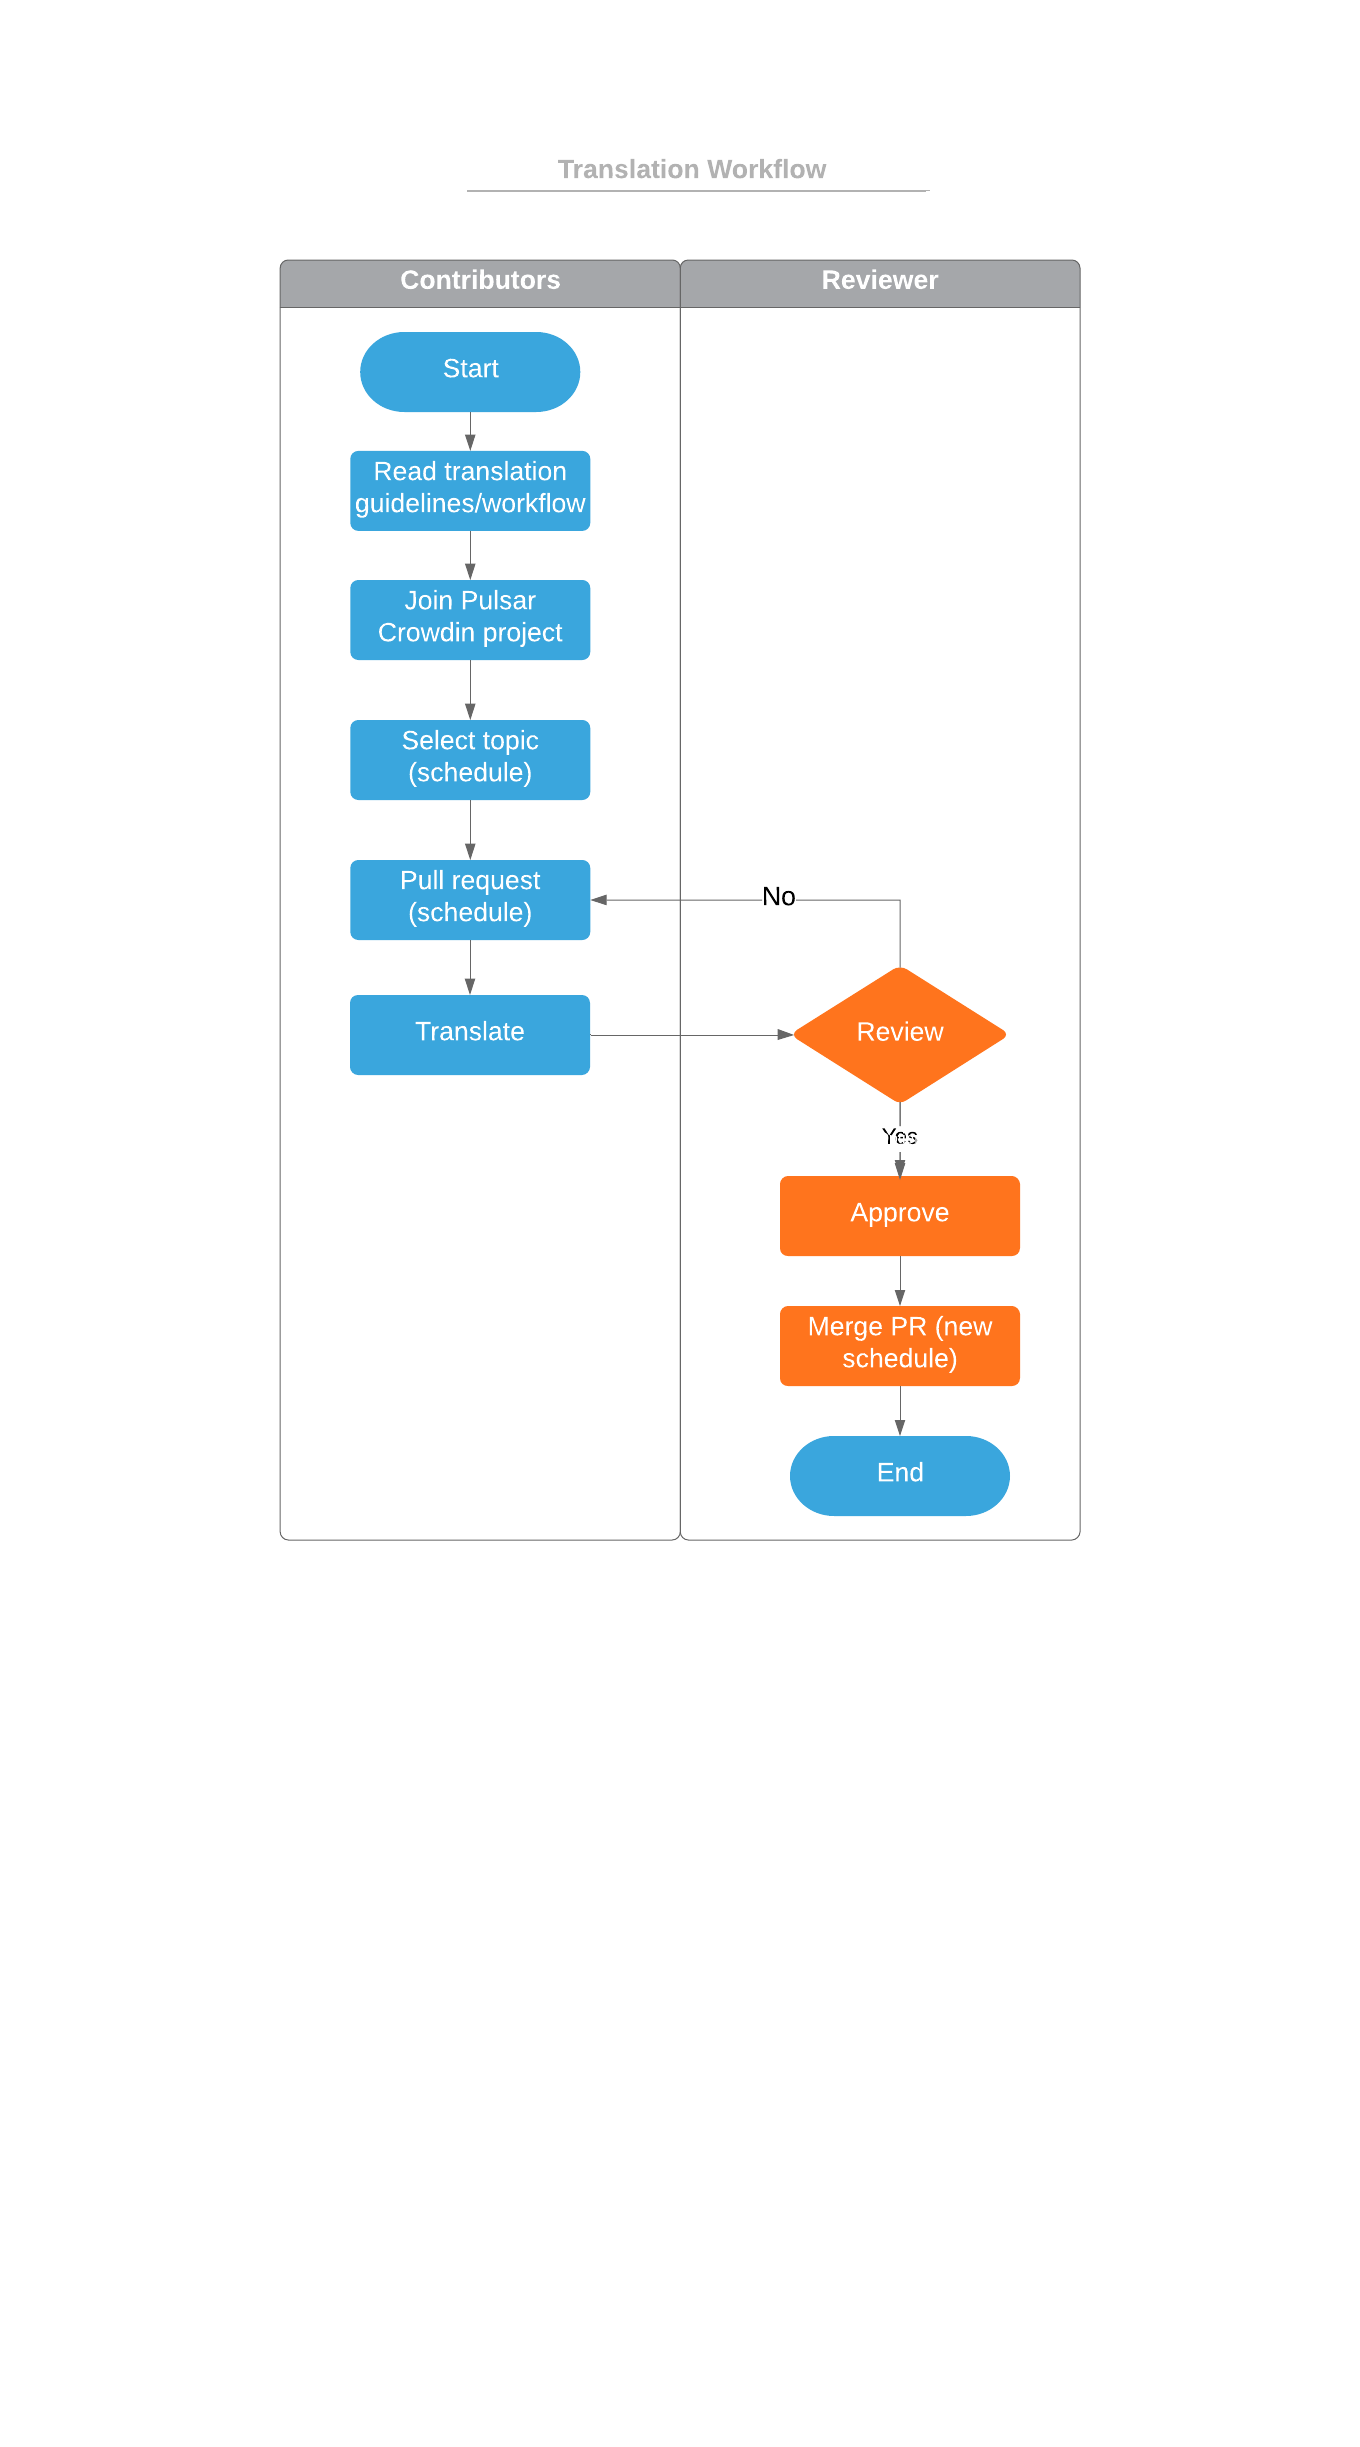 Translation Workflow
Contributors
Reviewer
Start
Read translation
guidelines/workflow
Join Pulsar
Crowdin project
Select topic
(schedule)
Pull request
(schedule)
No
Translate
Review
Yes
Approve
Merge PR (new
schedule)
End